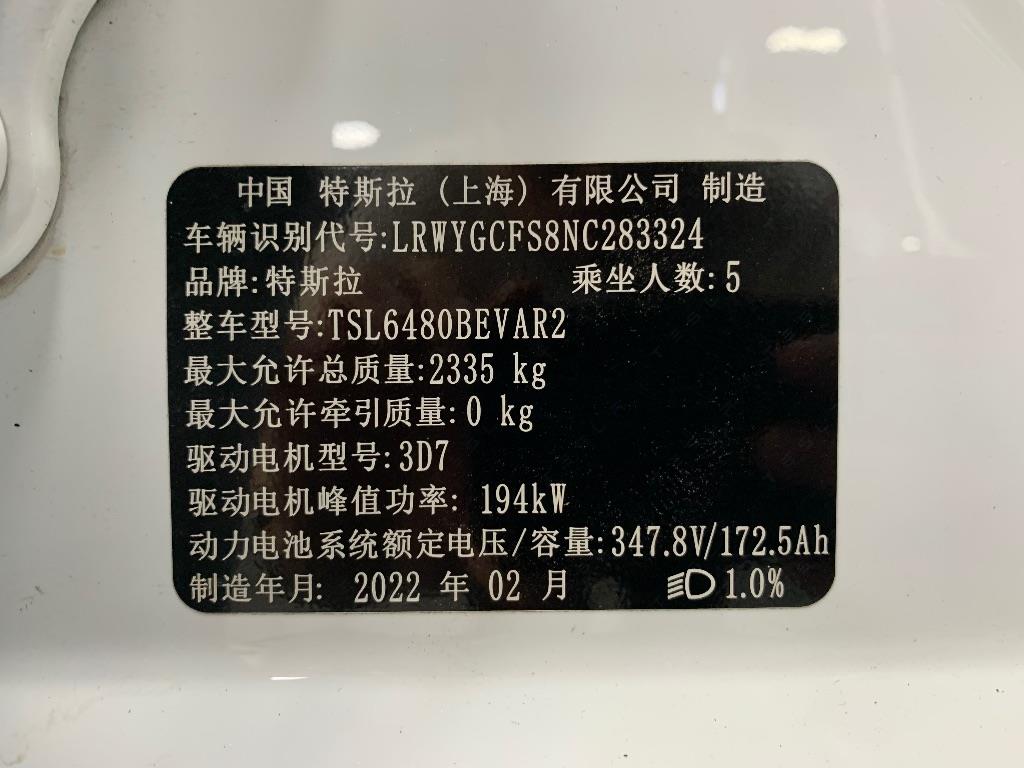 中国 特斯拉 (上海) 有限公司 制造
车辆识别代号:LRWYGCFS8NC283324
品牌:特斯拉 乘坐人数:5
整车型号:TSL6480BEVAR2
最大允许总质量:2335 kg
最大允许牵引质量:0 kg
驱动电机型号:3D7
驱动电机峰值功率: 194kW
动力电池系统额定电压/容量:347.8V/172.5Ah
制造年月: 2022 年 02 月 1.0%